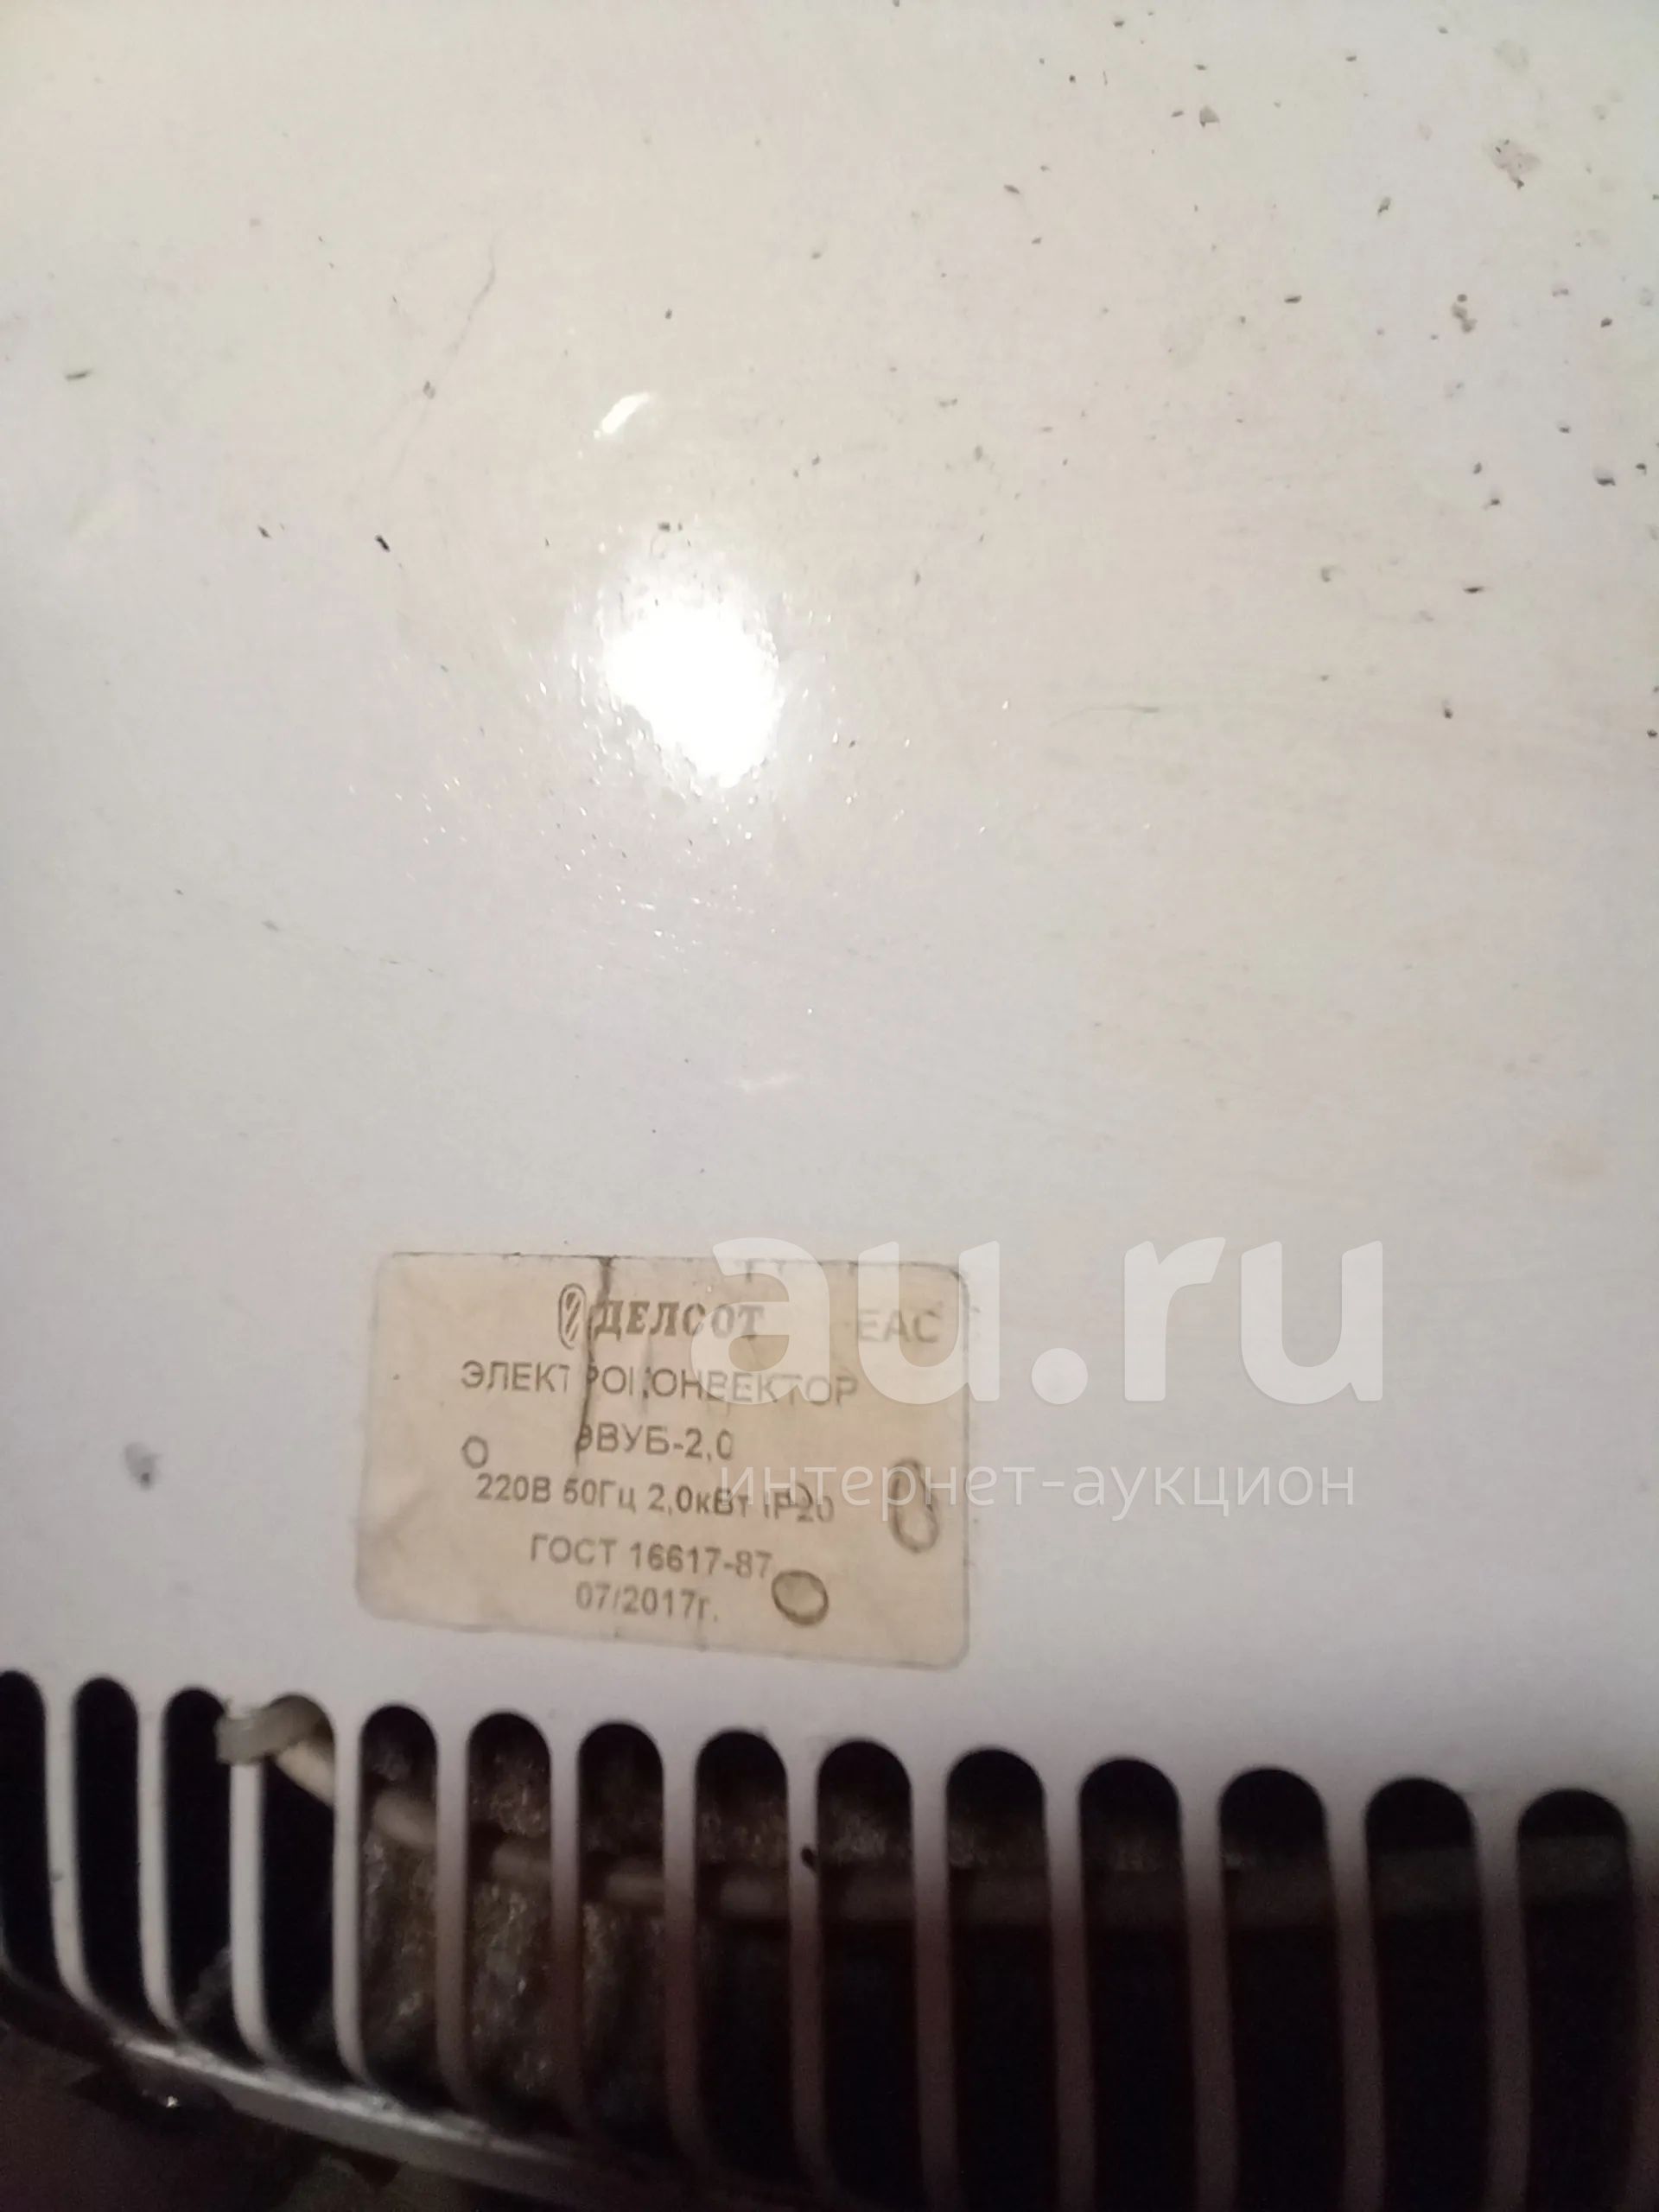 ДЕЛСОТ EAC
ЭЛЕКТРОКОНВЕКТОР
ЭВУБ-2,0
220В 50Гц 2,0кВт IP20
ГОСТ 16617-87
07/2017г.
au.ru
интернет-аукцион